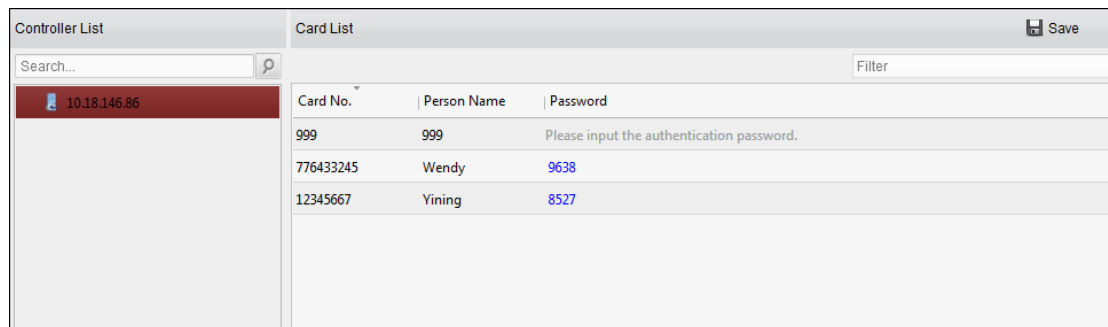 Controller List
Card List
Save
Search...
Filter
10.18.146.86
Card No. Person Name Password
999 999 Please input the authentication password.
776433245 Wendy 9638
12345667 Yining 8527